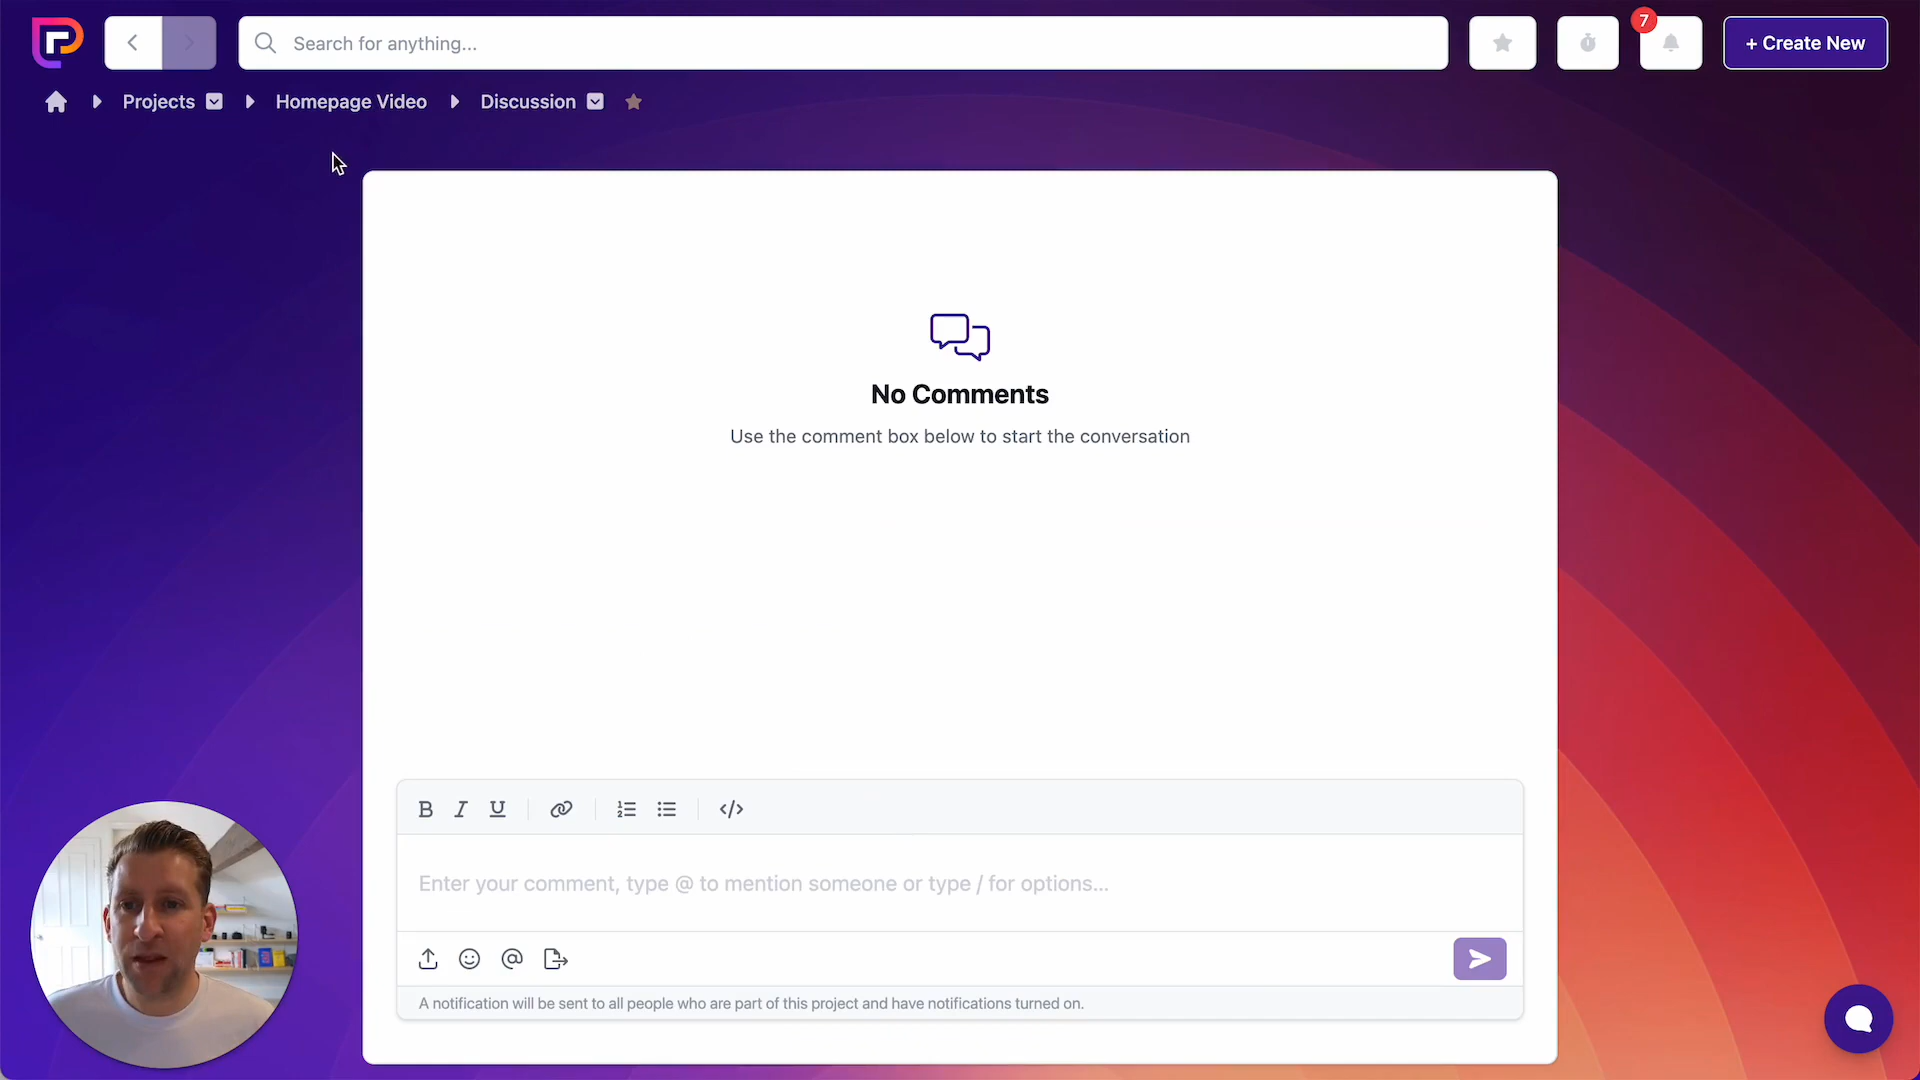 Search for anything...
7
+ Create New
Projects
Homepage Video
Discussion
No Comments
Use the comment box below to start the conversation
B I U
</>
Enter your comment, type @ to mention someone or type / for options...
@
A notification will be sent to all people who are part of this project and have notifications turned on.